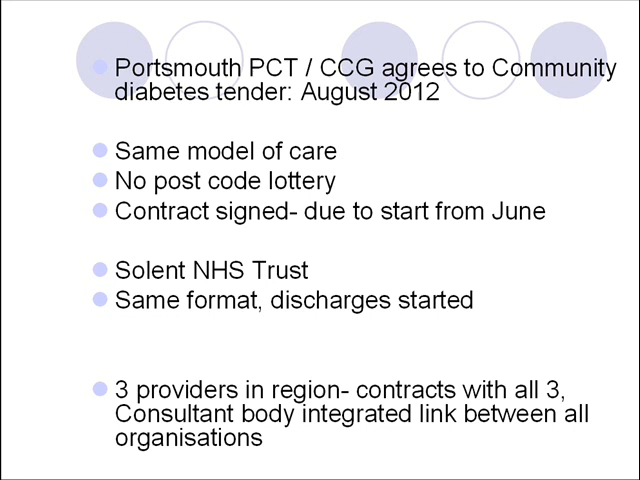 Portsmouth PCT / CCG agrees to Community
diabetes tender: August 2012
Same model of care
No post code lottery
Contract signed- due to start from June
Solent NHS Trust
Same format, discharges started
3 providers in region- contracts with all 3,
Consultant body integrated link between all
organisations